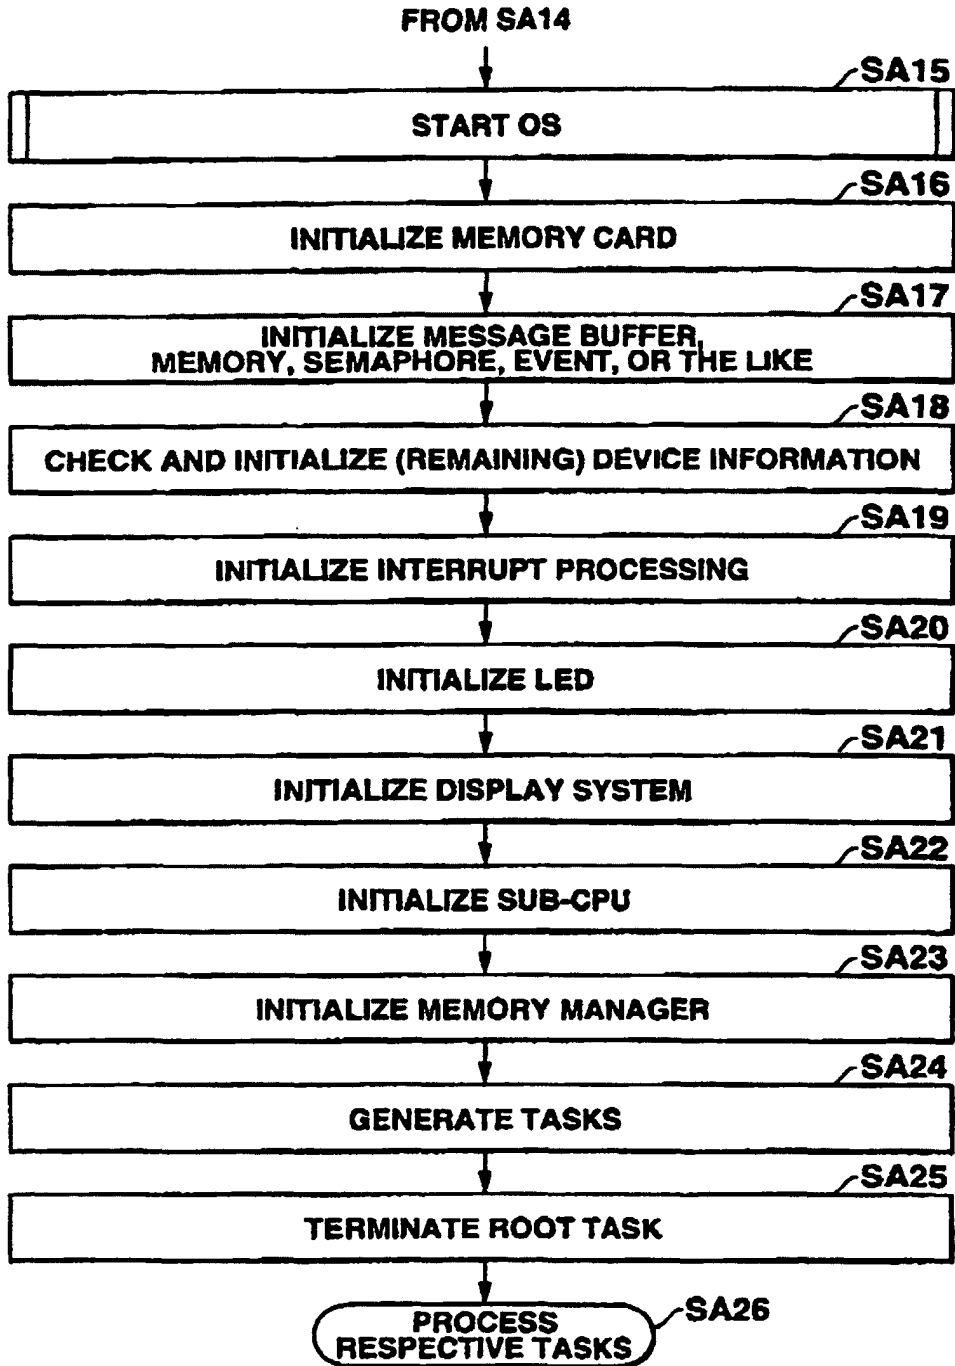 FROM SA14
SA15
START OS
SA16
INITIALIZE MEMORY CARD
SA17
INITIALIZE MESSAGE BUFFER,
MEMORY, SEMAPHORE, EVENT, OR THE LIKE
SA18
CHECK AND INITIALIZE (REMAINING) DEVICE INFORMATION
SA19
INITIALIZE INTERRUPT PROCESSING
SA20
INITIALIZE LED
SA21
INITIALIZE DISPLAY SYSTEM
SA22
INITIALIZE SUB-CPU
SA23
INITIALIZE MEMORY MANAGER
SA24
GENERATE TASKS
SA25
TERMINATE ROOT TASK
SA26
PROCESS
RESPECTIVE TASKS